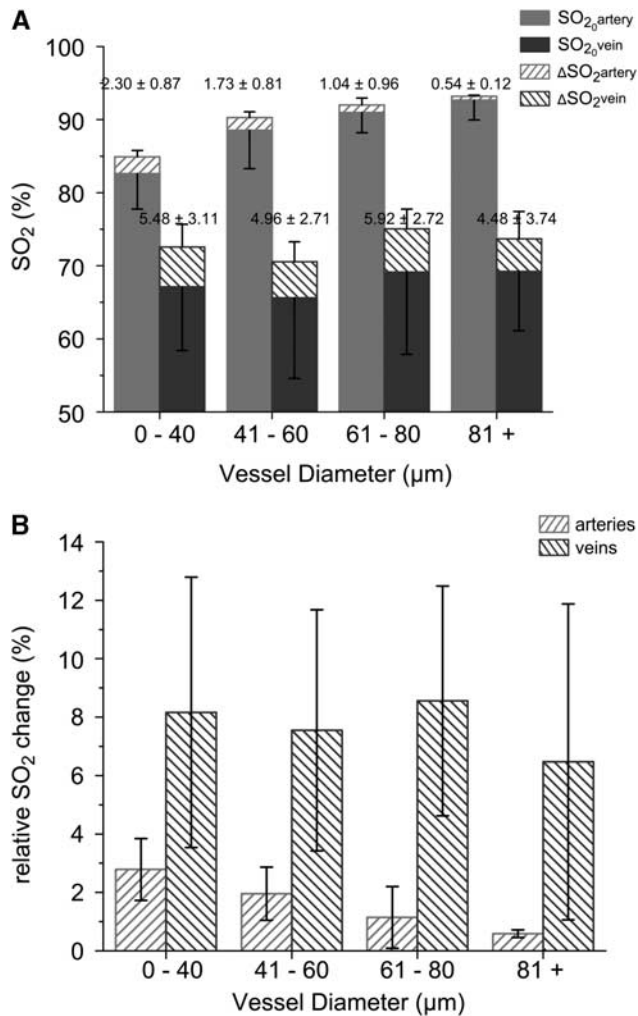 A
SO₂₀artery
SO₂₀vein
ΔSO₂artery
ΔSO₂vein
100
90
80
70
60
50
SO₂ (%)
2.30 ± 0.87
1.73 ± 0.81
1.04 ± 0.96
0.54 ± 0.12
5.48 ± 3.11
4.96 ± 2.71
5.92 ± 2.72
4.48 ± 3.74
0 - 40
41 - 60
61 - 80
81 +
Vessel Diameter (μm)
B
arteries
veins
14
12
10
8
6
4
2
0
relative SO₂ change (%)
0 - 40
41 - 60
61 - 80
81 +
Vessel Diameter (μm)